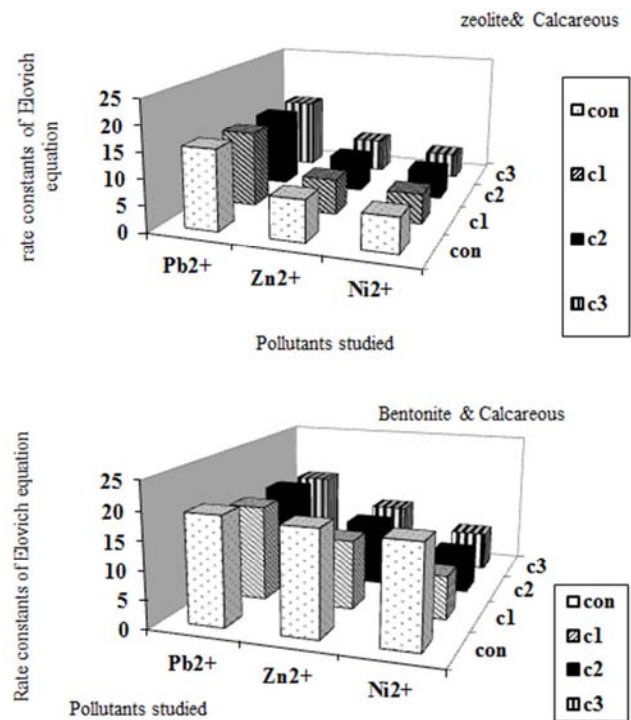 zeolite& Calcareous
rate constants of Elovich
equation
25
20
15
10
5
0
Pb2+
Zn2+
Ni2+
con
c1
c2
c3
Pollutants studied
con
c1
c2
c3
Bentonite & Calcareous
Rate constants of Elovich equation
25
20
15
10
5
0
Pb2+
Zn2+
Ni2+
con
c1
c2
c3
Pollutants studied
con
c1
c2
c3